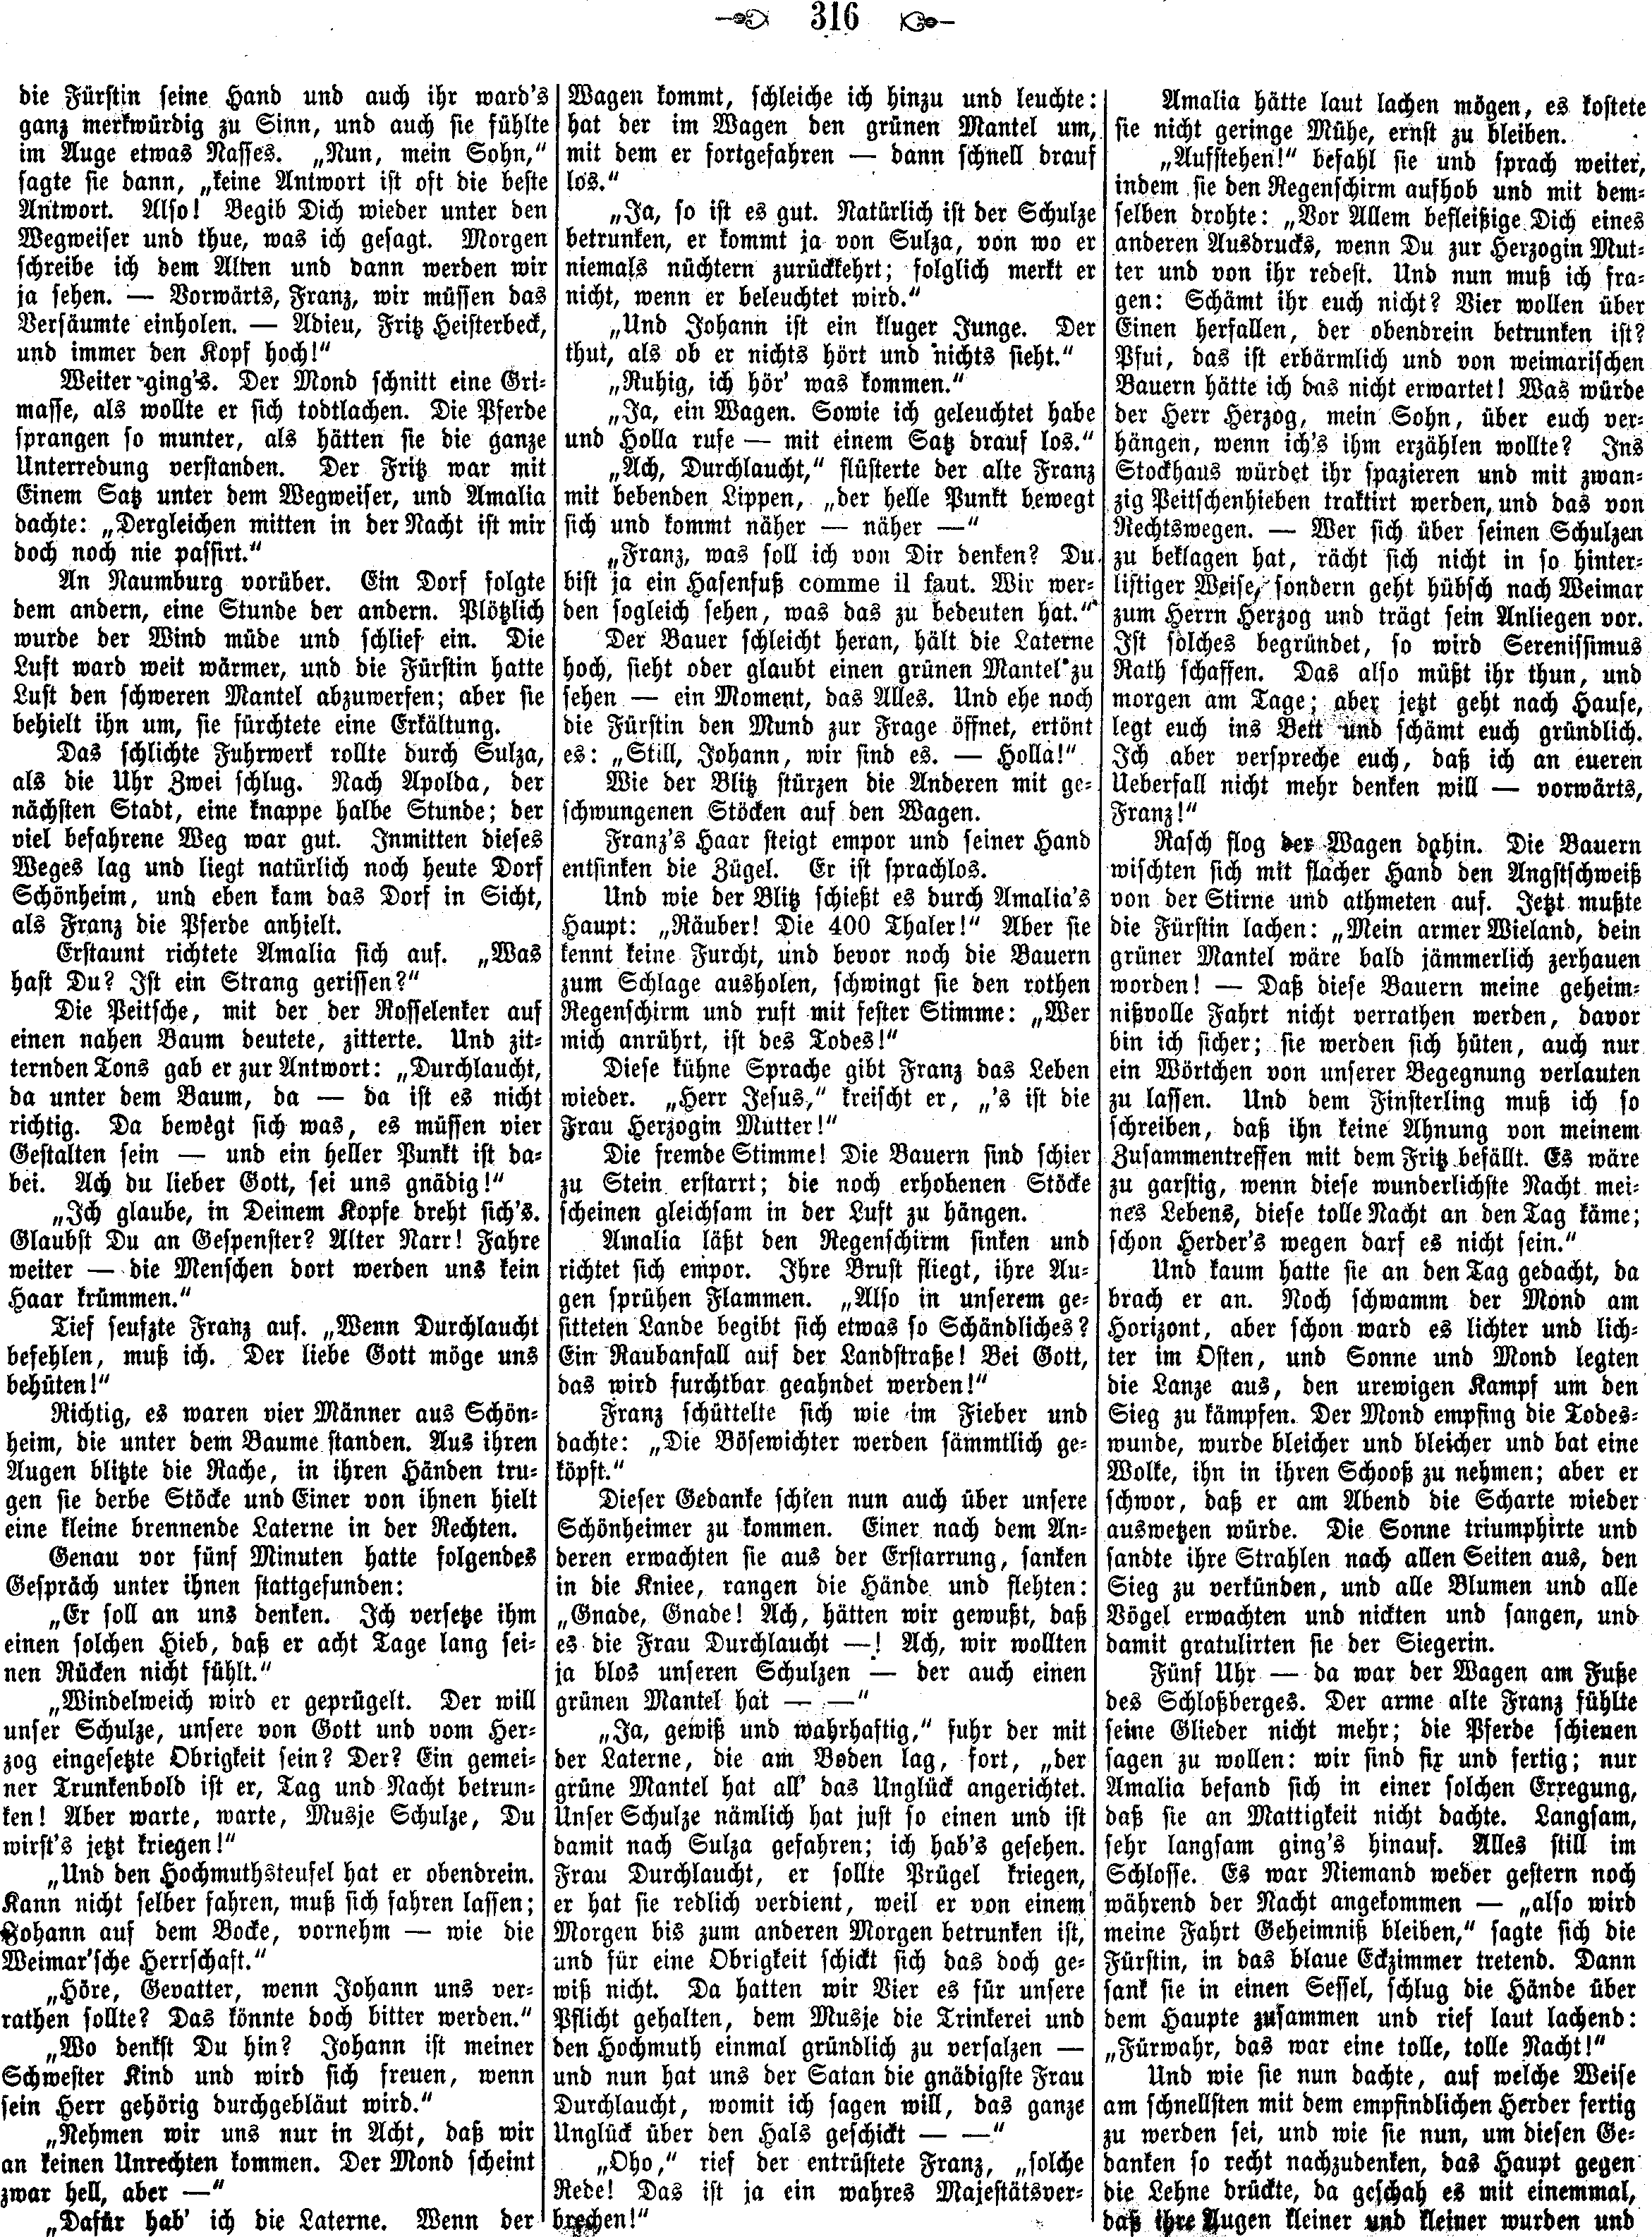 316
die Fürstin seine Hand und auch ihr ward's
ganz merkwürdig zu Sinn, und auch sie fühlte
im Auge etwas Nasses. „Nun, mein Sohn,“
sagte sie dann, „keine Antwort ist oft die beste
Antwort. Also! Begib Dich wieder unter den
Wegweiser und thue, was ich gesagt. Morgen
schreibe ich dem Alten und dann werden wir
ja sehen. — Vorwärts, Franz, wir müssen das
Versäumte einholen. — Adieu, Fritz Heisterbeck,
und immer den Kopf hoch!“
Weiter ging's. Der Mond schnitt eine Gri-
masse, als wollte er sich todtlachen. Die Pferde
sprangen so munter, als hätten sie die ganze
Unterredung verstanden. Der Fritz war mit
Einem Satz unter dem Wegweiser, und Amalia
dachte: „Dergleichen mitten in der Nacht ist mir
doch noch nie passirt.“
An Naumburg vorüber. Ein Dorf folgte
dem andern, eine Stunde der andern. Plötzlich
wurde der Wind müde und schlief ein. Die
Luft ward weit wärmer, und die Fürstin hatte
Lust den schweren Mantel abzuwerfen; aber sie
behielt ihn um, sie fürchtete eine Erkältung.
Das schlichte Fuhrwerk rollte durch Sulza,
als die Uhr Zwei schlug. Nach Apolda, der
nächsten Stadt, eine knappe halbe Stunde; der
viel befahrene Weg war gut. Inmitten dieses
Weges lag und liegt natürlich noch heute Dorf
Schönheim, und eben kam das Dorf in Sicht,
als Franz die Pferde anhielt.
Erstaunt richtete Amalia sich auf. „Was
hast Du? Ist ein Strang gerissen?“
Die Peitsche, mit der der Rosselenker auf
einen nahen Baum deutete, zitterte. Und zit-
ternden Tons gab er zur Antwort: „Durchlaucht,
da unter dem Baum, da — da ist es nicht
richtig. Da bewegt sich was, es müssen vier
Gestalten sein — und ein heller Punkt ist da-
bei. Ach du lieber Gott, sei uns gnädig!“
„Ich glaube, in Deinem Kopfe dreht sich's.
Glaubst Du an Gespenster? Alter Narr! Fahre
weiter — die Menschen dort werden uns kein
Haar krümmen.“
Tief seufzte Franz auf. „Wenn Durchlaucht
befehlen, muß ich. Der liebe Gott möge uns
behüten!“
Richtig, es waren vier Männer aus Schön-
heim, die unter dem Baume standen. Aus ihren
Augen blitzte die Rache, in ihren Händen tru-
gen sie derbe Stöcke und Einer von ihnen hielt
eine kleine brennende Laterne in der Rechten.
Genau vor fünf Minuten hatte folgendes
Gespräch unter ihnen stattgefunden:
„Er soll an uns denken. Ich versetze ihm
einen solchen Hieb, daß er acht Tage lang sei-
nen Rücken nicht fühlt.“
„Windelweich wird er geprügelt. Der will
unser Schulze, unsere von Gott und vom Her-
zog eingesetzte Obrigkeit sein? Der? Ein gemei-
ner Trunkenbold ist er, Tag und Nacht betrun-
ken! Aber warte, warte, Musje Schulze, Du
wirst's jetzt kriegen!“
„Und den Hochmuthsteufel hat er obendrein.
Kann nicht selber fahren, muß sich fahren lassen;
Johann auf dem Bocke, vornehm — wie die
Weimar'sche Herrschaft.“
„Höre, Gevatter, wenn Johann uns ver-
rathen sollte? Das könnte doch bitter werden.“
„Wo denkst Du hin? Johann ist meiner
Schwester Kind und wird sich freuen, wenn
sein Herr gehörig durchgebläut wird.“
„Nehmen wir uns nur in Acht, daß wir
an keinen Unrechten kommen. Der Mond scheint
zwar hell, aber —“
„Dafür hab' ich die Laterne. Wenn der
Wagen kommt, schleiche ich hinzu und leuchte:
hat der im Wagen den grünen Mantel um,
mit dem er fortgefahren — dann schnell drauf
los.“
„Ja, so ist es gut. Natürlich ist der Schulze
betrunken, er kommt ja von Sulza, von wo er
niemals nüchtern zurückkehrt; folglich merkt er
nicht, wenn er beleuchtet wird.“
„Und Johann ist ein kluger Junge. Der
thut, als ob er nichts hört und nichts sieht.“
„Ruhig, ich hör' was kommen.“
„Ja, ein Wagen. Sowie ich geleuchtet habe
und Holla rufe — mit einem Satz drauf los.“
„Ach, Durchlaucht,“ flüsterte der alte Franz
mit bebenden Lippen, „der helle Punkt bewegt
sich und kommt näher — näher —“
„Franz, was soll ich von Dir denken? Du
bist ja ein Hasenfuß comme il faut. Wir wer-
den sogleich sehen, was das zu bedeuten hat.“
Der Bauer schleicht heran, hält die Laterne
hoch, sieht oder glaubt einen grünen Mantel zu
sehen — ein Moment, das Alles. Und ehe noch
die Fürstin den Mund zur Frage öffnet, ertönt
es: „Still, Johann, wir sind es. — Holla!“
Wie der Blitz stürzen die Anderen mit ge-
schwungenen Stöcken auf den Wagen.
Franz's Haar steigt empor und seiner Hand
entsinken die Zügel. Er ist sprachlos.
Und wie der Blitz schießt es durch Amalia's
Haupt: „Räuber! Die 400 Thaler!“ Aber sie
kennt keine Furcht, und bevor noch die Bauern
zum Schlage ausholen, schwingt sie den rothen
Regenschirm und ruft mit fester Stimme: „Wer
mich anrührt, ist des Todes!“
Diese kühne Sprache gibt Franz das Leben
wieder. „Herr Jesus,“ kreischt er, „'s ist die
Frau Herzogin Mutter!“
Die fremde Stimme! Die Bauern sind schier
zu Stein erstarrt; die noch erhobenen Stöcke
scheinen gleichsam in der Luft zu hängen.
Amalia läßt den Regenschirm sinken und
richtet sich empor. Ihre Brust fliegt, ihre Au-
gen sprühen Flammen. „Also in unserem ge-
sitteten Lande begibt sich etwas so Schändliches?
Ein Raubanfall auf der Landstraße! Bei Gott,
das wird furchtbar geahndet werden!“
Franz schüttelte sich wie im Fieber und
dachte: „Die Bösewichter werden sämmtlich ge-
köpft.“
Dieser Gedanke schien nun auch über unsere
Schönheimer zu kommen. Einer nach dem An-
deren erwachten sie aus der Erstarrung, sanken
in die Kniee, rangen die Hände und flehten:
„Gnade, Gnade! Ach, hätten wir gewußt, daß
es die Frau Durchlaucht —! Ach, wir wollten
ja blos unseren Schulzen — der auch einen
grünen Mantel hat — —“
„Ja, gewiß und wahrhaftig,“ fuhr der mit
der Laterne, die am Boden lag, fort, „der
grüne Mantel hat all' das Unglück angerichtet.
Unser Schulze nämlich hat just so einen und ist
damit nach Sulza gefahren; ich hab's gesehen.
Frau Durchlaucht, er sollte Prügel kriegen,
er hat sie redlich verdient, weil er von einem
Morgen bis zum anderen Morgen betrunken ist,
und für eine Obrigkeit schickt sich das doch ge-
wiß nicht. Da hatten wir Vier es für unsere
Pflicht gehalten, dem Musje die Trinkerei und
den Hochmuth einmal gründlich zu versalzen —
und nun hat uns der Satan die gnädigste Frau
Durchlaucht, womit ich sagen will, das ganze
Unglück über den Hals geschickt — —“
„Oho,“ rief der entrüstete Franz, „solche
Rede! Das ist ja ein wahres Majestätsver-
brechen!“
Amalia hätte laut lachen mögen, es kostete
sie nicht geringe Mühe, ernst zu bleiben.
„Aufstehen!“ befahl sie und sprach weiter,
indem sie den Regenschirm aufhob und mit dem-
selben drohte: „Vor Allem befleißige Dich eines
anderen Ausdrucks, wenn Du zur Herzogin Mut-
ter und von ihr redest. Und nun muß ich fra-
gen: Schämt ihr euch nicht? Vier wollen über
Einen herfallen, der obendrein betrunken ist?
Pfui, das ist erbärmlich und von weimarischen
Bauern hätte ich das nicht erwartet! Was würde
der Herr Herzog, mein Sohn, über euch ver-
hängen, wenn ich's ihm erzählen wollte? Ins
Stockhaus würdet ihr spazieren und mit zwan-
zig Peitschenhieben traktirt werden, und das von
Rechtswegen. — Wer sich über seinen Schulzen
zu beklagen hat, rächt sich nicht in so hinter-
listiger Weise, sondern geht hübsch nach Weimar
zum Herrn Herzog und trägt sein Anliegen vor.
Ist solches begründet, so wird Serenissimus
Rath schaffen. Das also müßt ihr thun, und
morgen am Tage; aber jetzt geht nach Hause,
legt euch ins Bett und schämt euch gründlich.
Ich aber verspreche euch, daß ich an eueren
Ueberfall nicht mehr denken will — vorwärts,
Franz!“
Rasch flog der Wagen dahin. Die Bauern
wischten sich mit flacher Hand den Angstschweiß
von der Stirne und athmeten auf. Jetzt mußte
die Fürstin lachen: „Mein armer Wieland, dein
grüner Mantel wäre bald jämmerlich zerhauen
worden! — Daß diese Bauern meine geheim-
nißvolle Fahrt nicht verrathen werden, davor
bin ich sicher; sie werden sich hüten, auch nur
ein Wörtchen von unserer Begegnung verlauten
zu lassen. Und dem Finsterling muß ich so
schreiben, daß ihn keine Ahnung von meinem
Zusammentreffen mit dem Fritz befällt. Es wäre
zu garstig, wenn diese wunderlichste Nacht mei-
nes Lebens, diese tolle Nacht an den Tag käme;
schon Herder's wegen darf es nicht sein.“
Und kaum hatte sie an den Tag gedacht, da
brach er an. Noch schwamm der Mond am
Horizont, aber schon ward es lichter und lich-
ter im Osten, und Sonne und Mond legten
die Lanze aus, den urewigen Kampf um den
Sieg zu kämpfen. Der Mond empfing die Todes-
wunde, wurde bleicher und bleicher und bat eine
Wolke, ihn in ihren Schooß zu nehmen; aber er
schwor, daß er am Abend die Scharte wieder
auswetzen würde. Die Sonne triumphirte und
sandte ihre Strahlen nach allen Seiten aus, den
Sieg zu verkünden, und alle Blumen und alle
Vögel erwachten und nickten und sangen, und
damit gratulirten sie der Siegerin.
Fünf Uhr — da war der Wagen am Fuße
des Schloßberges. Der arme alte Franz fühlte
seine Glieder nicht mehr; die Pferde schienen
sagen zu wollen: wir sind fix und fertig; nur
Amalia befand sich in einer solchen Erregung,
daß sie an Mattigkeit nicht dachte. Langsam,
sehr langsam ging's hinauf. Alles still im
Schlosse. Es war Niemand weder gestern noch
während der Nacht angekommen — „also wird
meine Fahrt Geheimniß bleiben,“ sagte sich die
Fürstin, in das blaue Eckzimmer tretend. Dann
sank sie in einen Sessel, schlug die Hände über
dem Haupte zusammen und rief laut lachend:
„Fürwahr, das war eine tolle, tolle Nacht!“
Und wie sie nun dachte, auf welche Weise
am schnellsten mit dem empfindlichen Herder fertig
zu werden sei, und wie sie nun, um diesen Ge-
danken so recht nachzudenken, das Haupt gegen
die Lehne drückte, da geschah es mit einemmal,
daß ihre Augen kleiner und kleiner wurden und